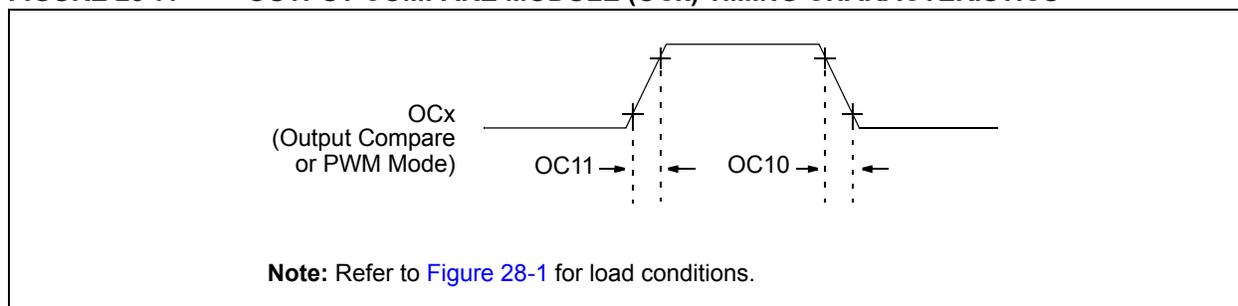 OCx
(Output Compare
or PWM Mode)
OC11
OC10
Note: Refer to Figure 28-1 for load conditions.